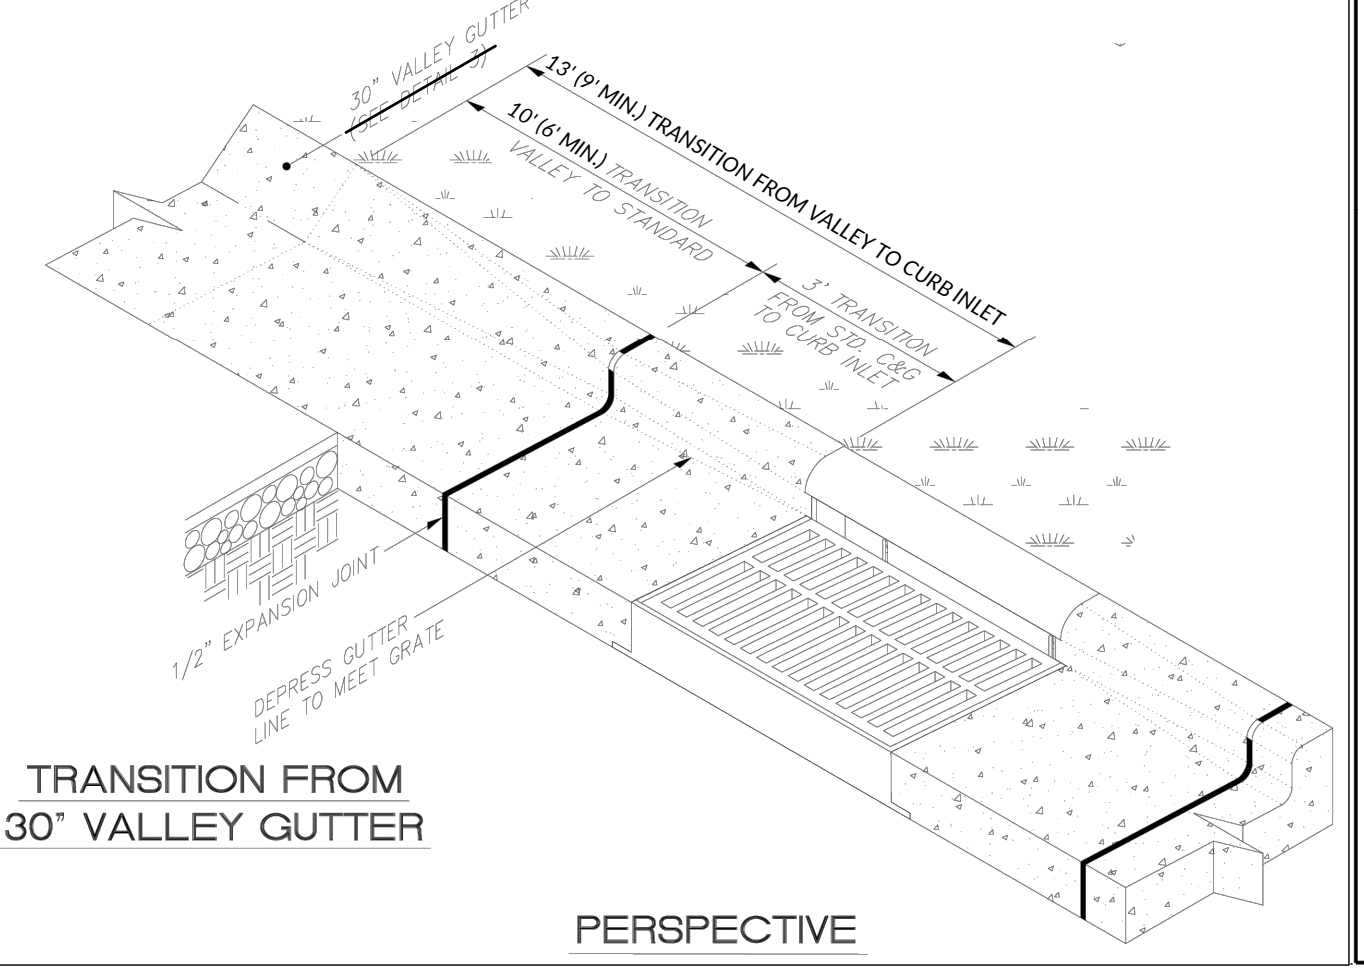 30" VALLEY GUTTER
(SEE DETAIL 3)
13' (9' MIN.) TRANSITION FROM VALLEY TO CURB INLET
10' (6' MIN.) TRANSITION
VALLEY TO STANDARD
3' TRANSITION
FROM STD. C&G
TO CURB INLET
1/2" EXPANSION JOINT
DEPRESS GUTTER
LINE TO MEET GRATE
TRANSITION FROM
30" VALLEY GUTTER
PERSPECTIVE